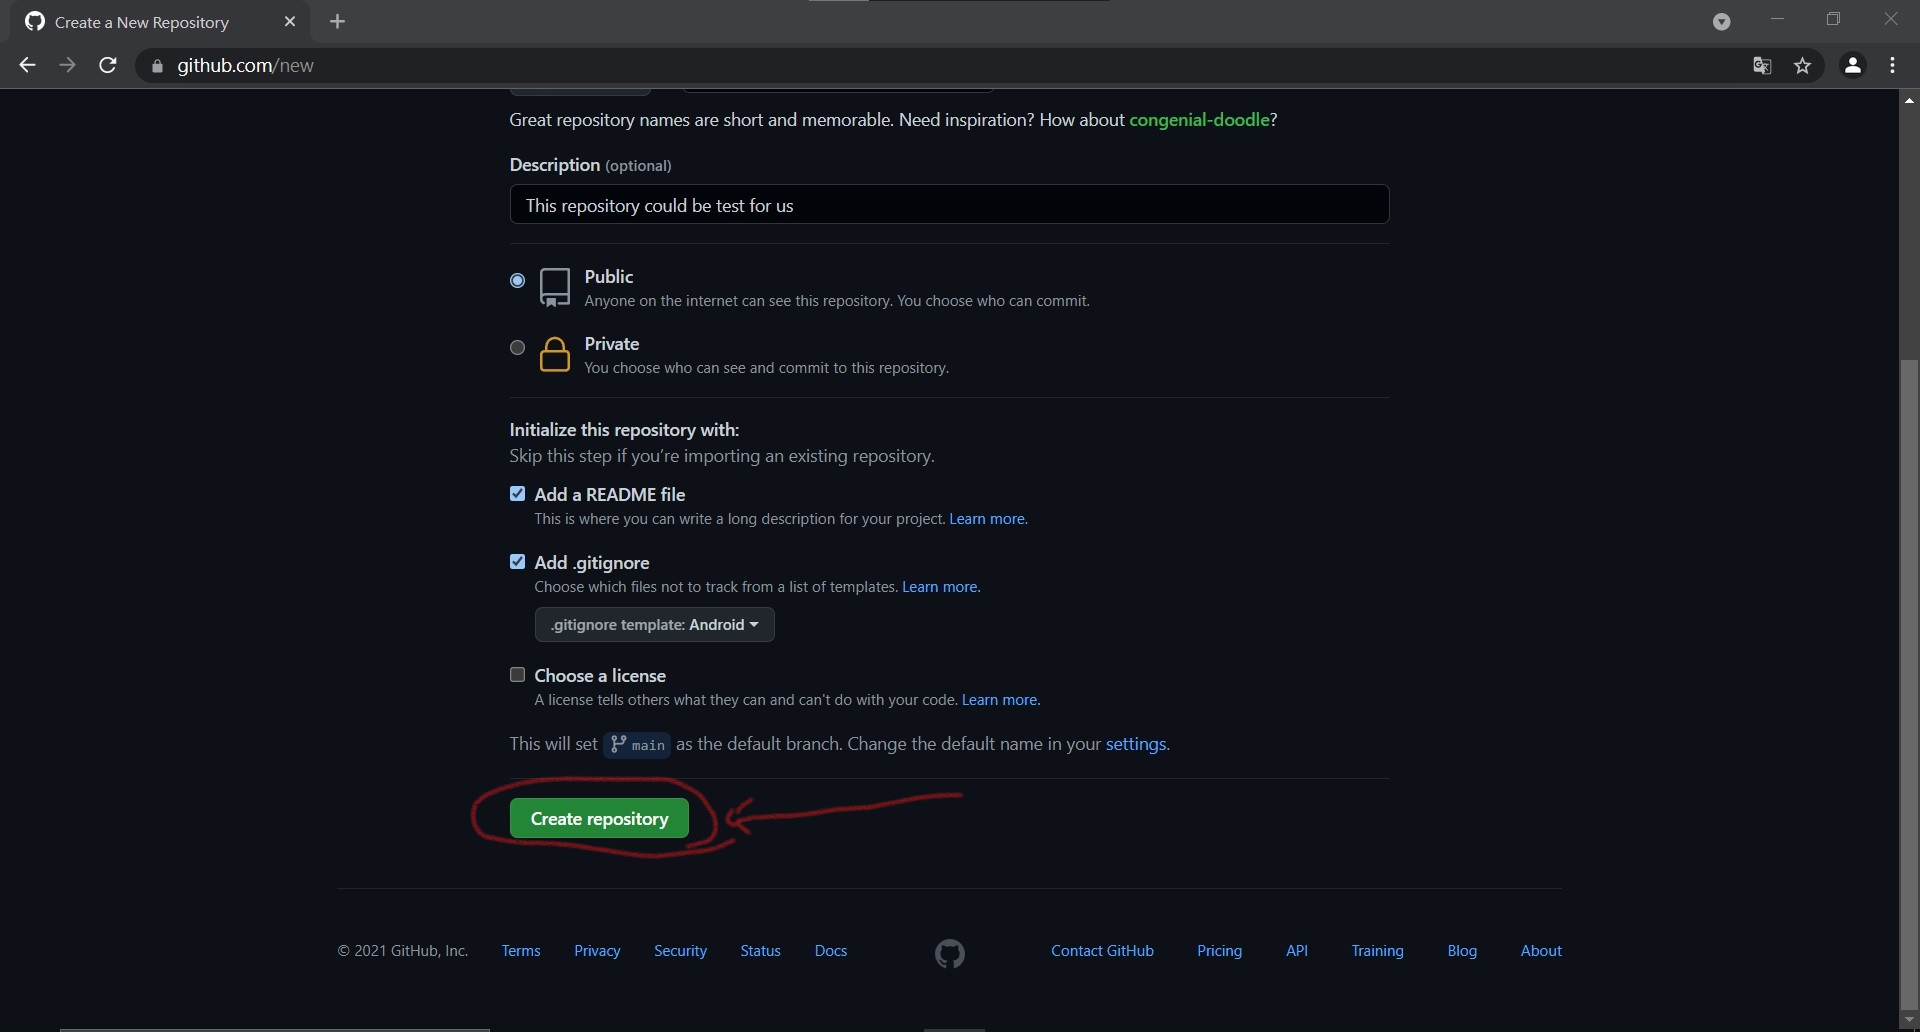 Create a New Repository
github.com/new
Great repository names are short and memorable. Need inspiration? How about congenial-doodle?
Description (optional)
This repository could be test for us
Public
Anyone on the internet can see this repository. You choose who can commit.
Private
You choose who can see and commit to this repository.
Initialize this repository with:
Skip this step if you’re importing an existing repository.
Add a README file
This is where you can write a long description for your project. Learn more.
Add .gitignore
Choose which files not to track from a list of templates. Learn more.
.gitignore template: Android
Choose a license
A license tells others what they can and can't do with your code. Learn more.
This will set main as the default branch. Change the default name in your settings.
Create repository
© 2021 GitHub, Inc. Terms Privacy Security Status Docs Contact GitHub Pricing API Training Blog About